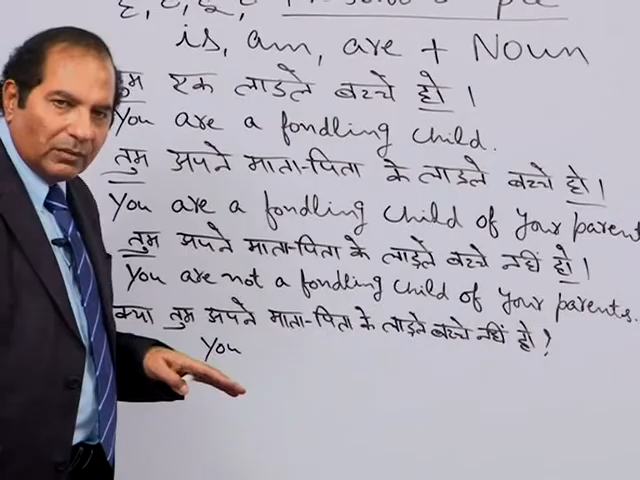 is, am, are + Noun
तुम एक लाडले बच्चे हो ।
You are a fondling child.
तुम अपने माता-पिता के लाडले बच्चे हो ।
You are a fondling child of your parent
तुम अपने माता-पिता के लाडले बच्चे नहीं हो ।
You are not a fondling child of your parents.
क्या तुम अपने माता-पिता के लाडले बच्चे नहीं हो ?
You